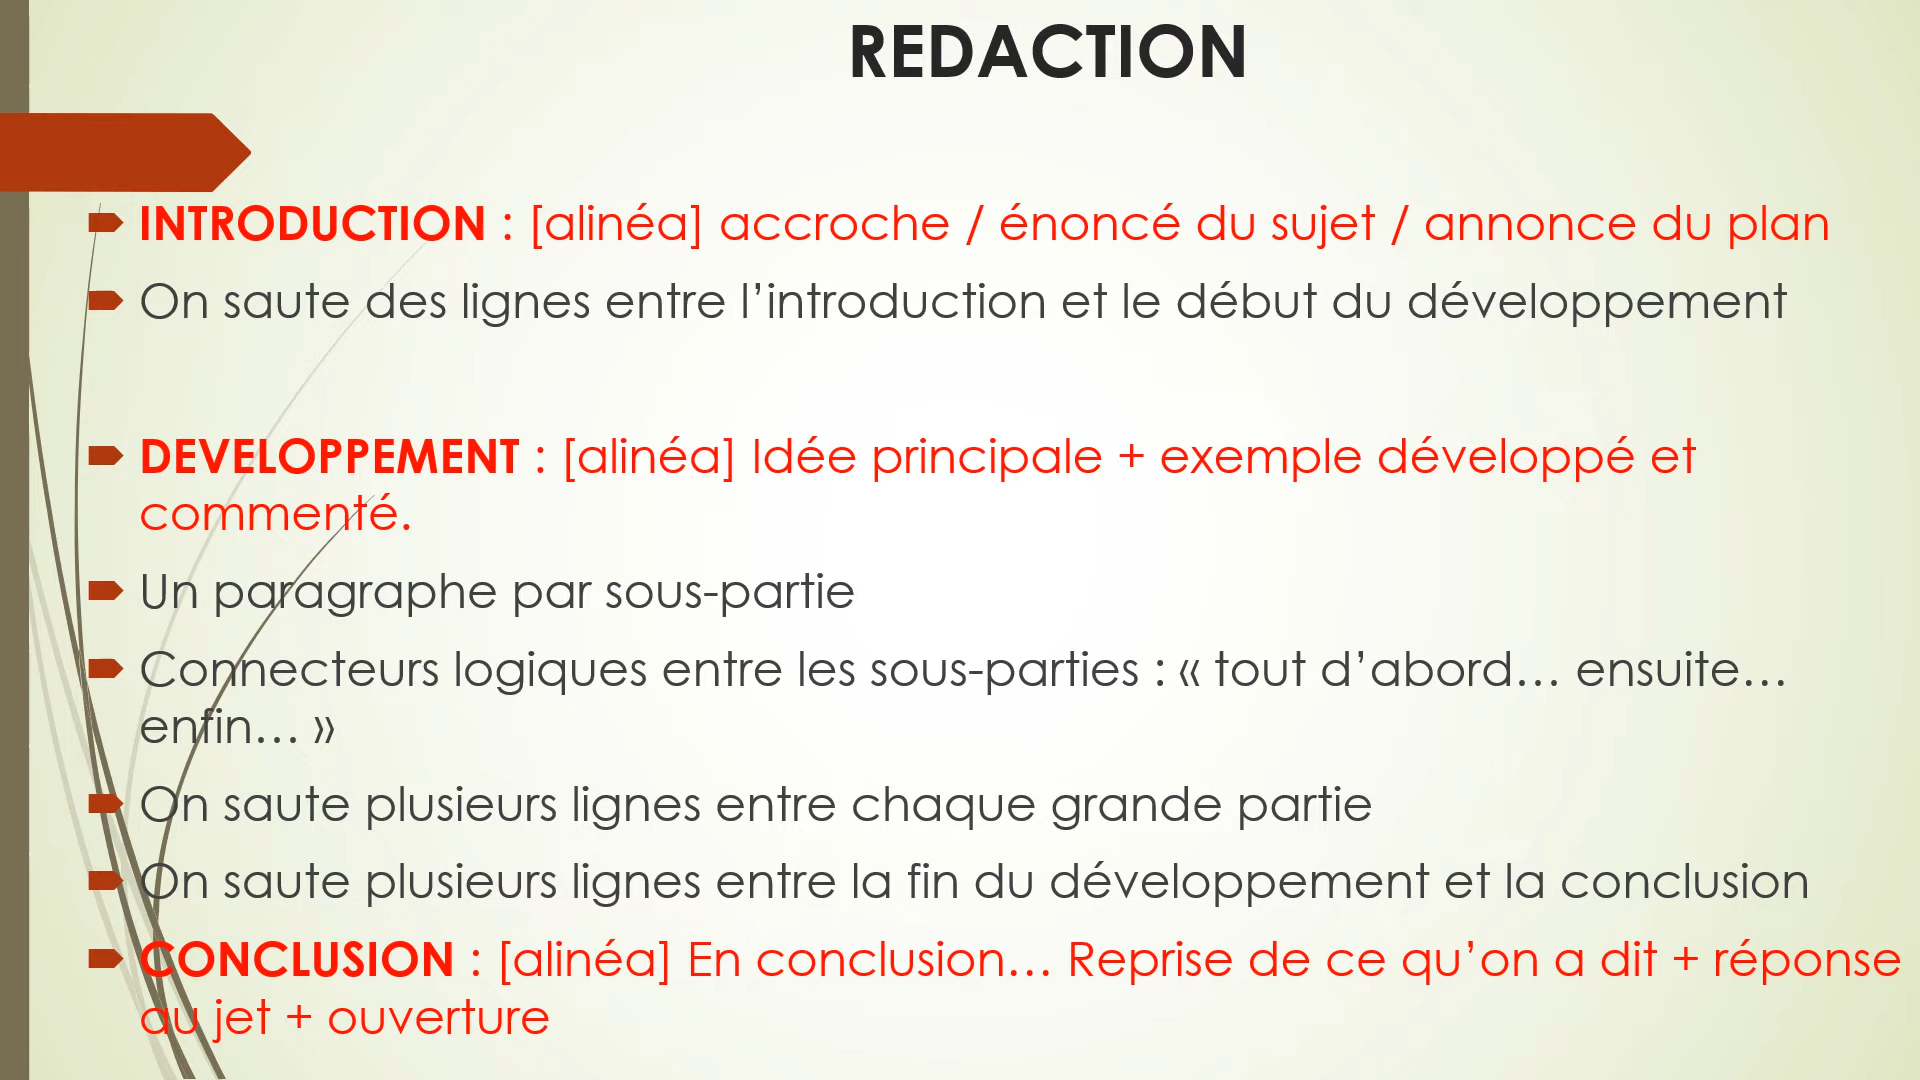 REDACTION
INTRODUCTION : [alinéa] accroche / énoncé du sujet / annonce du plan
On saute des lignes entre l’introduction et le début du développement
DEVELOPPEMENT : [alinéa] Idée principale + exemple développé et
commenté.
Un paragraphe par sous-partie
Connecteurs logiques entre les sous-parties : « tout d’abord… ensuite…
enfin… »
On saute plusieurs lignes entre chaque grande partie
On saute plusieurs lignes entre la fin du développement et la conclusion
CONCLUSION : [alinéa] En conclusion… Reprise de ce qu’on a dit + réponse
au jet + ouverture